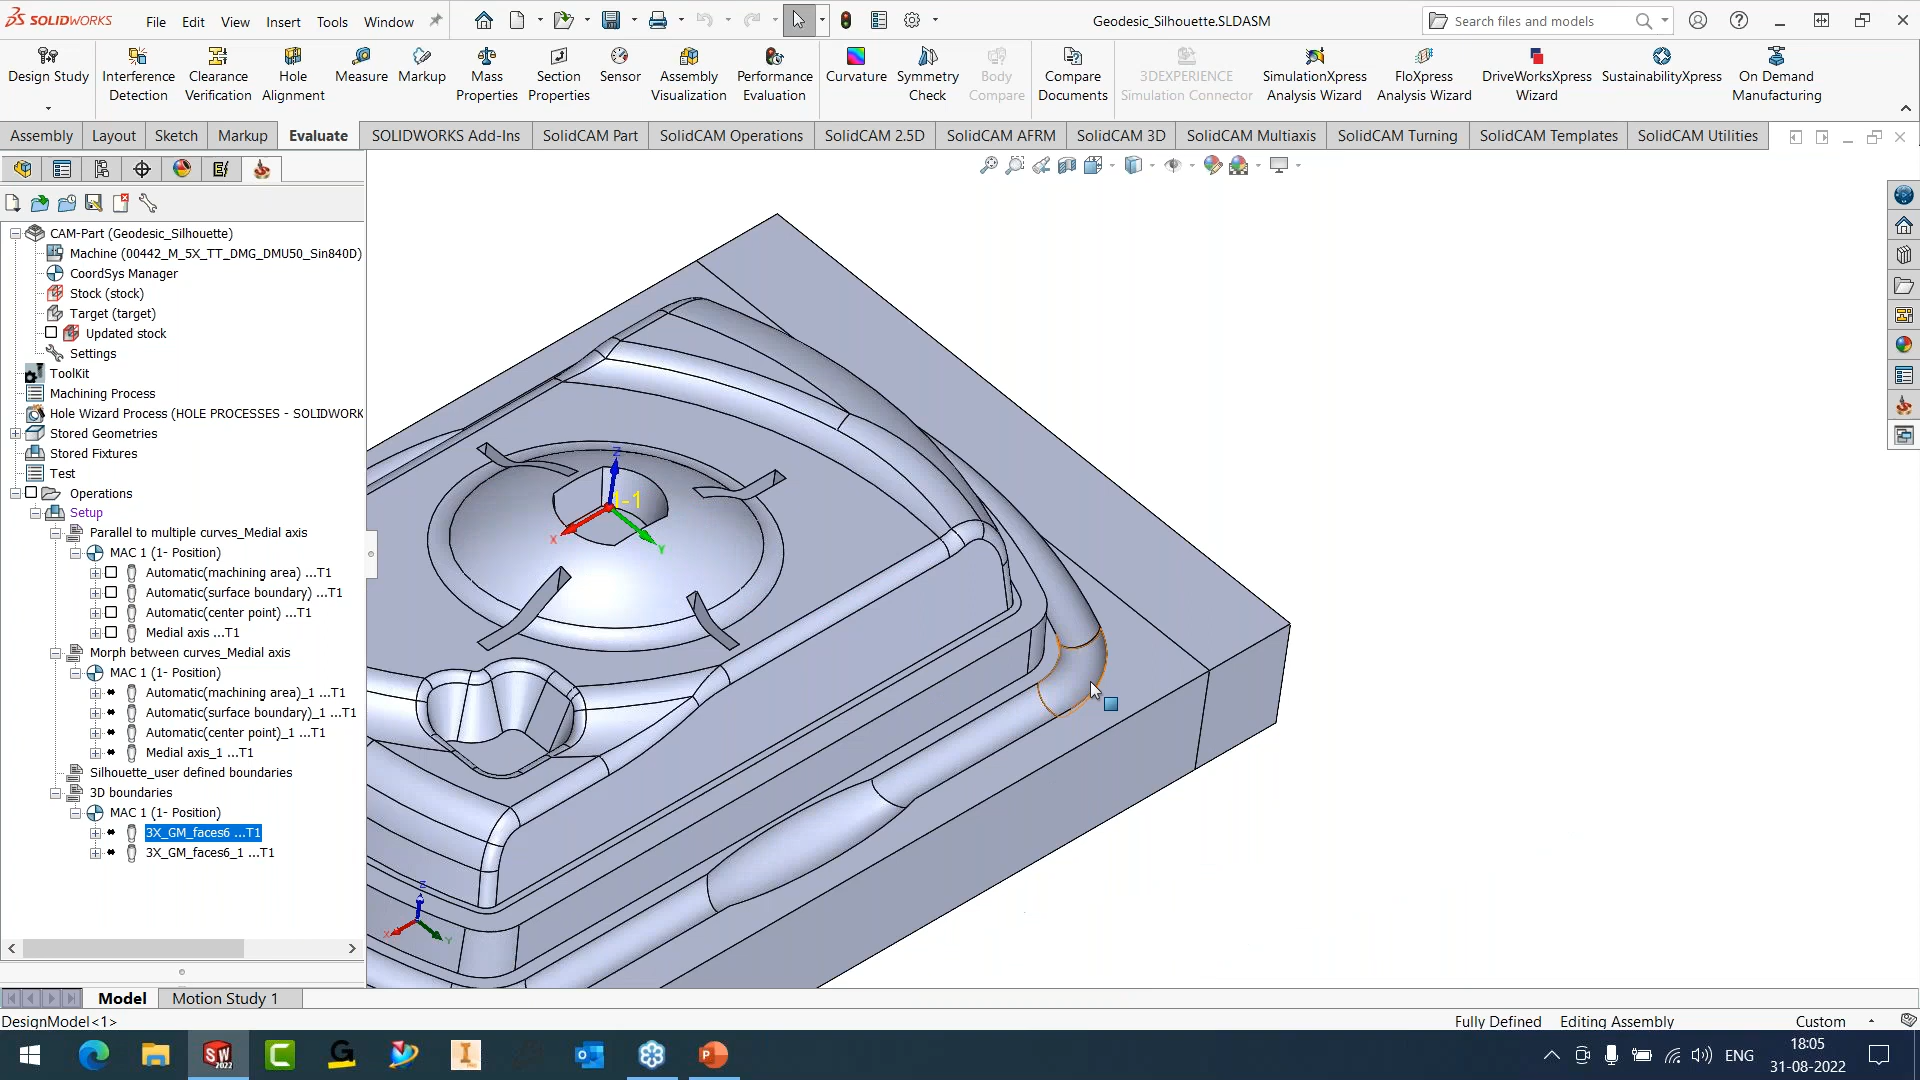 SOLIDWORKS
File Edit View Insert Tools Window
Geodesic_Silhouette.SLDASM
Search files and models
Design Study
Interference Detection
Clearance Verification
Hole Alignment
Measure
Markup
Mass Properties
Section Properties
Sensor
Assembly Visualization
Performance Evaluation
Curvature
Symmetry Check
Body Compare
Compare Documents
3DEXPERIENCE Simulation Connector
SimulationXpress Analysis Wizard
FloXpress Analysis Wizard
DriveWorksXpress Wizard
SustainabilityXpress
On Demand Manufacturing
Assembly Layout Sketch Markup Evaluate SOLIDWORKS Add-Ins SolidCAM Part SolidCAM Operations SolidCAM 2.5D SolidCAM AFRM SolidCAM 3D SolidCAM Multiaxis SolidCAM Turning SolidCAM Templates SolidCAM Utilities
CAM-Part (Geodesic_Silhouette)
Machine (00442_M_5X_TT_DMG_DMU50_Sin840D)
CoordSys Manager
Stock (stock)
Target (target)
Updated stock
Settings
ToolKit
Machining Process
Hole Wizard Process (HOLE PROCESSES - SOLIDWORK
Stored Geometries
Stored Fixtures
Test
Operations
Setup
Parallel to multiple curves_Medial axis
MAC 1 (1- Position)
Automatic(machining area) ...T1
Automatic(surface boundary) ...T1
Automatic(center point) ...T1
Medial axis ...T1
Morph between curves_Medial axis
MAC 1 (1- Position)
Automatic(machining area)_1 ...T1
Automatic(surface boundary)_1 ...T1
Automatic(center point)_1 ...T1
Medial axis_1 ...T1
Silhouette_user defined boundaries
3D boundaries
MAC 1 (1- Position)
3X_GM_faces6 ...T1
3X_GM_faces6_1 ...T1
Z
1-1
X
Y
Z
X
Y
Model Motion Study 1
DesignModel<1>
Fully Defined Editing Assembly Custom
SW 2022
ENG
18:05
31-08-2022